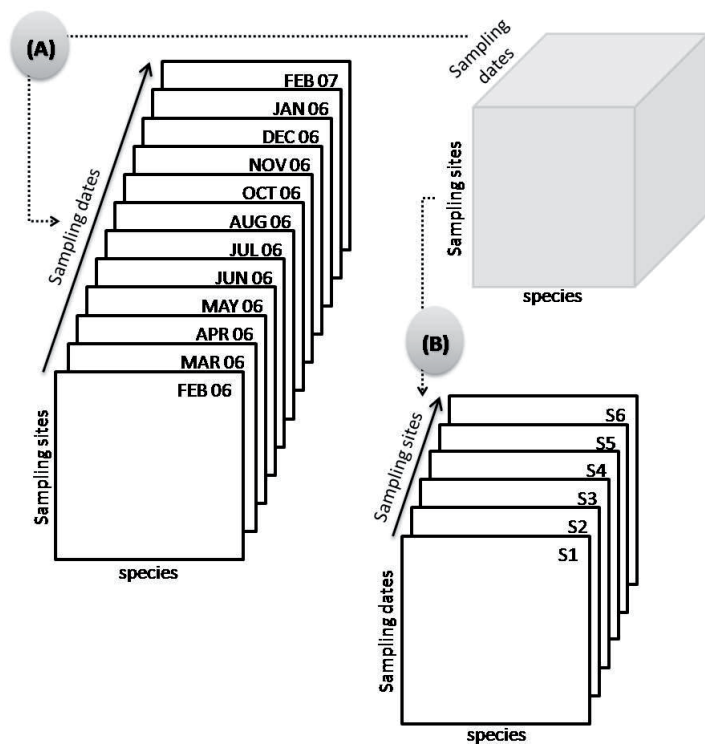 (A)
Sampling dates
FEB 07
JAN 06
DEC 06
NOV 06
OCT 06
AUG 06
JUL 06
JUN 06
MAY 06
APR 06
MAR 06
FEB 06
Sampling sites
species
Sampling
dates
Sampling sites
species
(B)
Sampling sites
S6
S5
S4
S3
S2
S1
Sampling dates
species